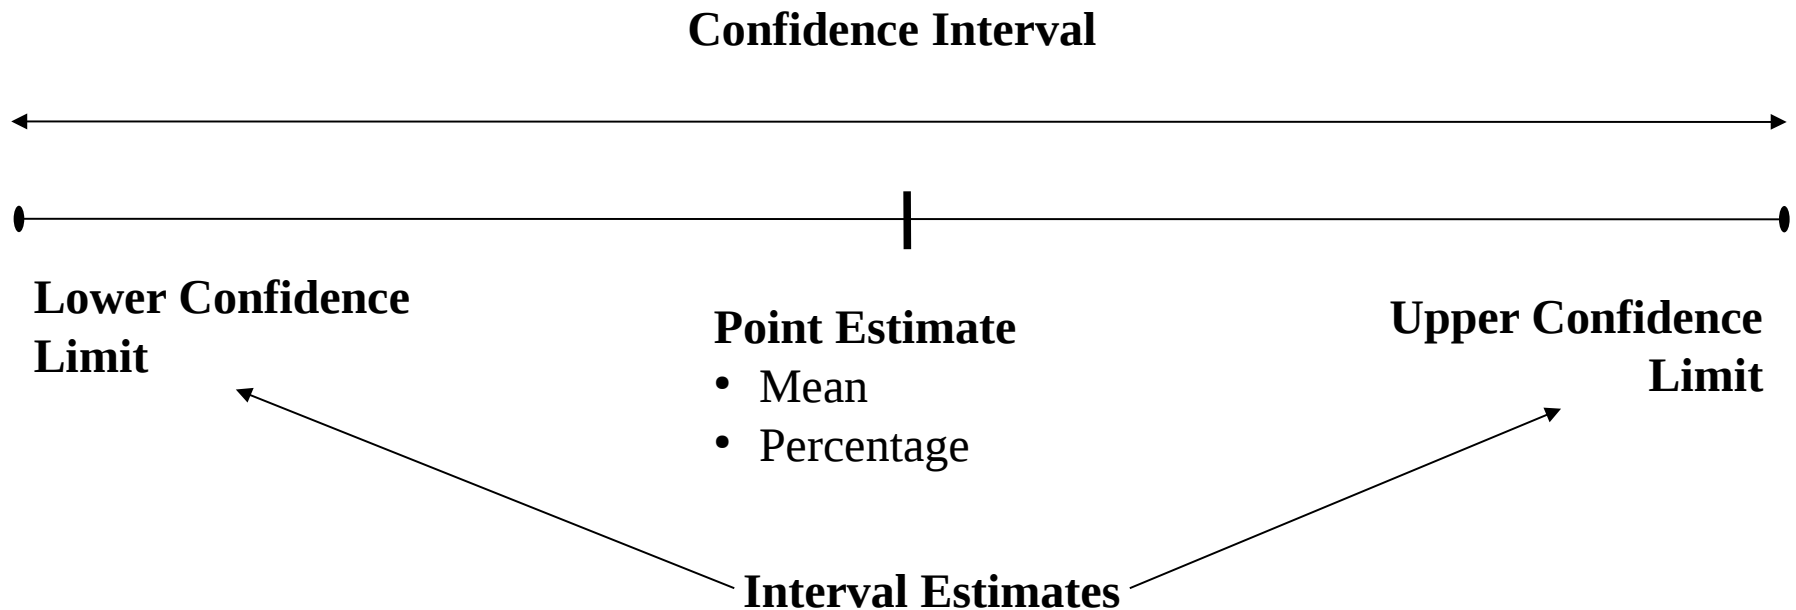 Confidence Interval
Lower Confidence
Limit
Point Estimate
• Mean
• Percentage
Upper Confidence
Limit
Interval Estimates